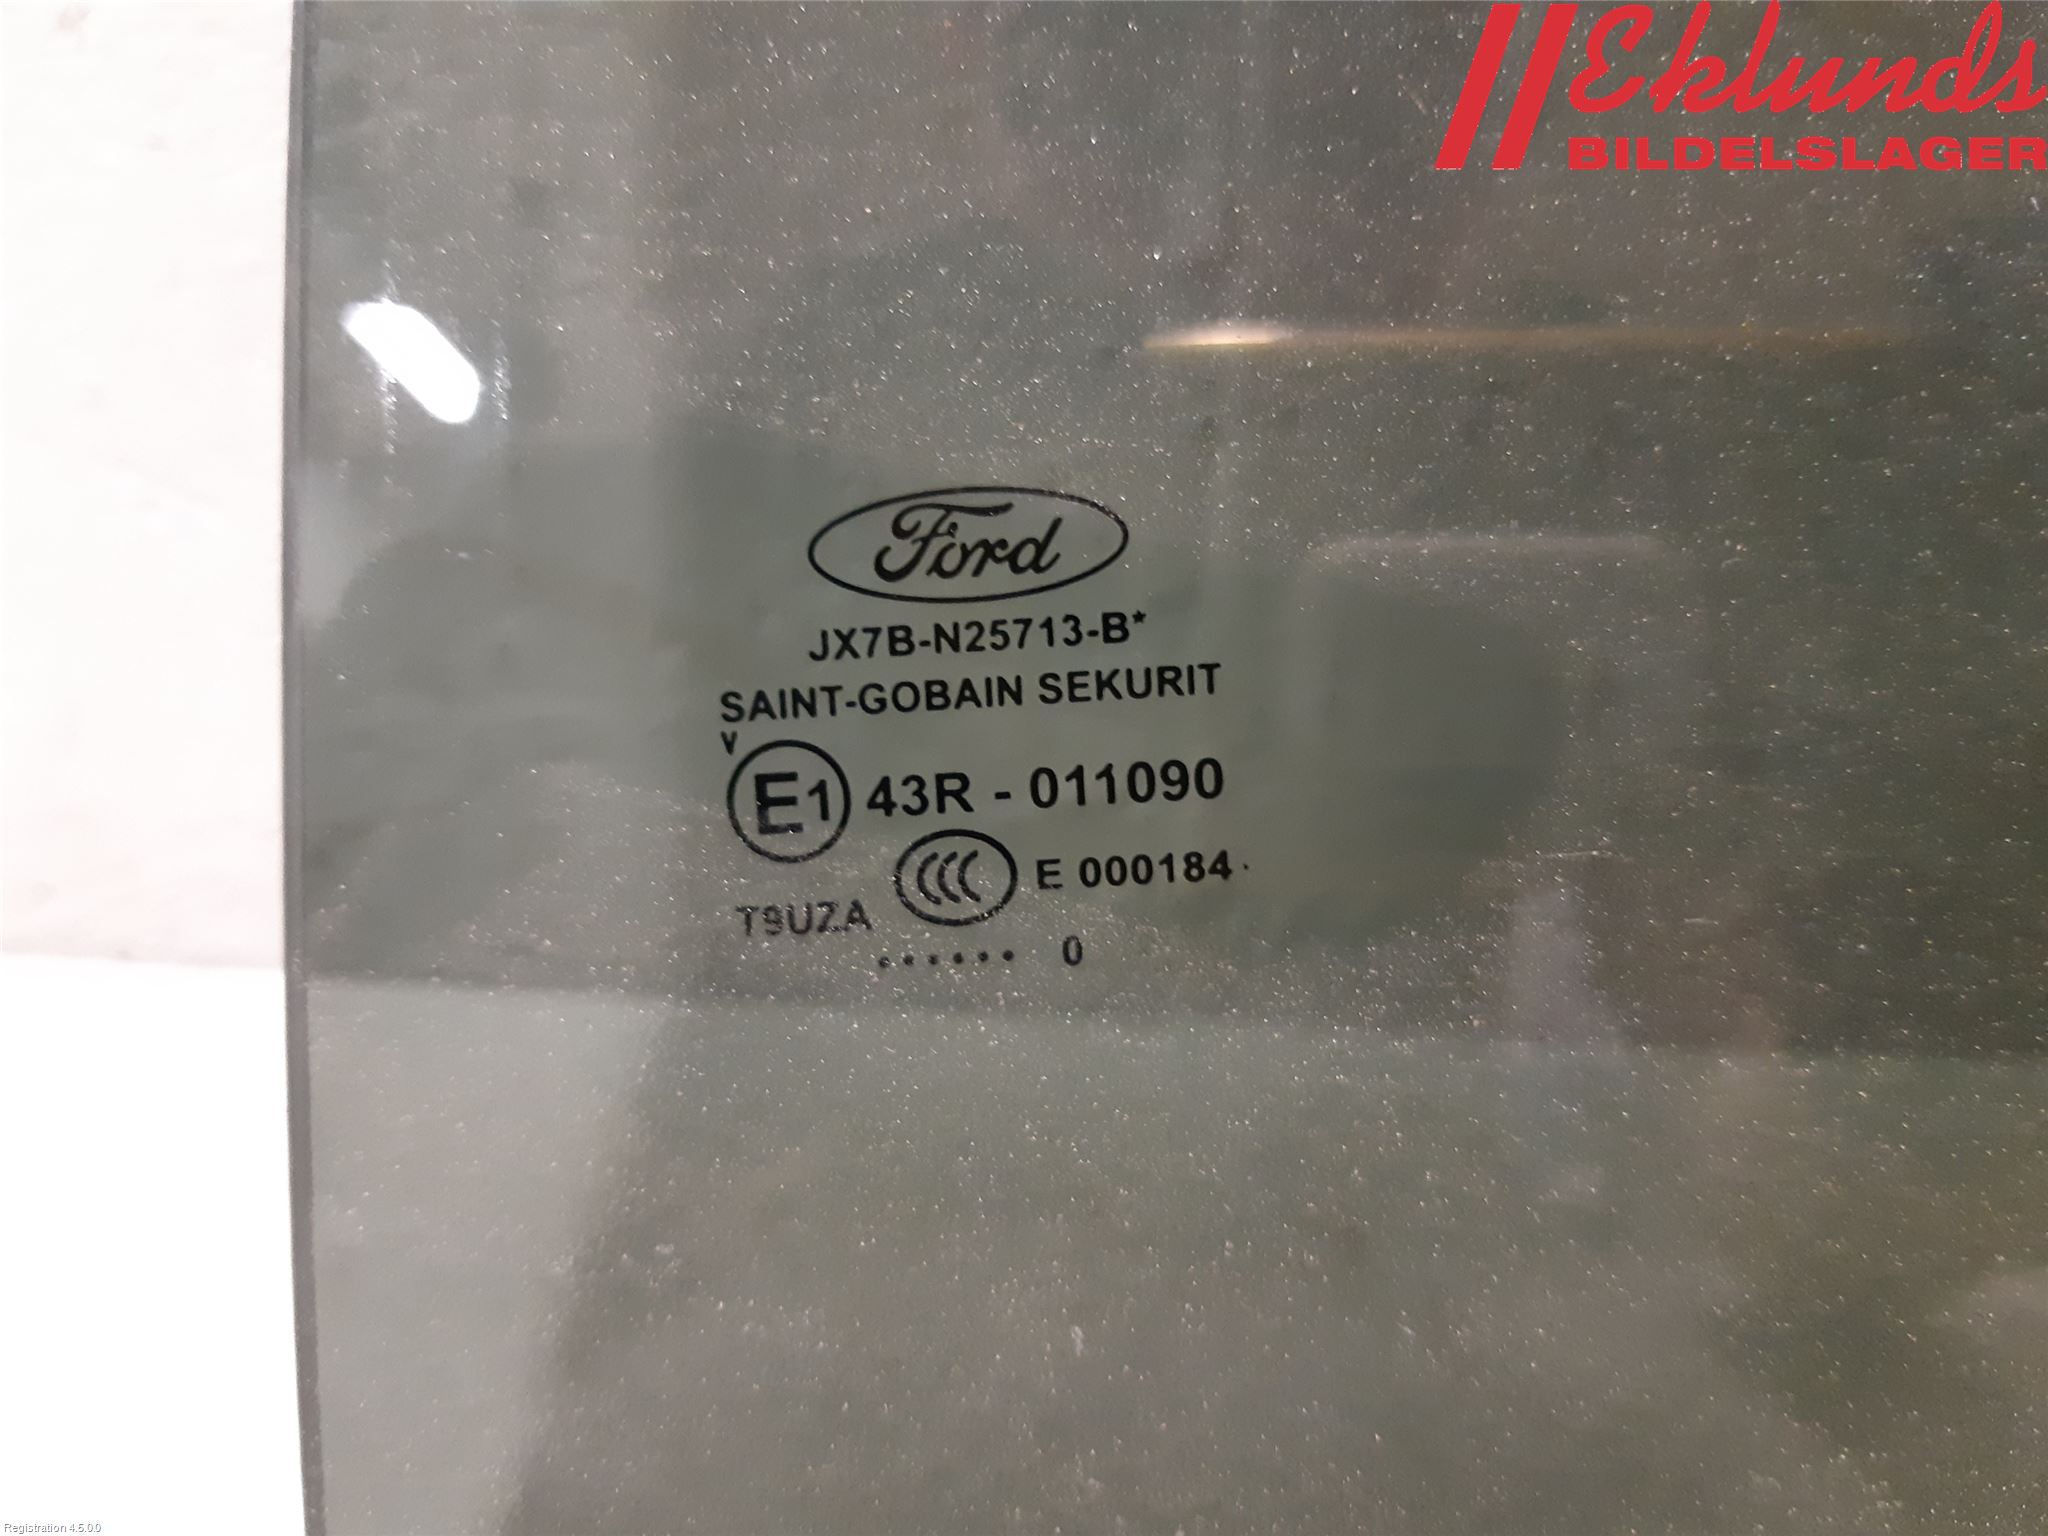 Eklunds
BILDELSLAGER
Ford
JX7B-N25713-B*
SAINT-GOBAIN SEKURIT
V
E1 43R - 011090
CCC E 000184
T9UZA
...... 0
Registration 4.5.0.0